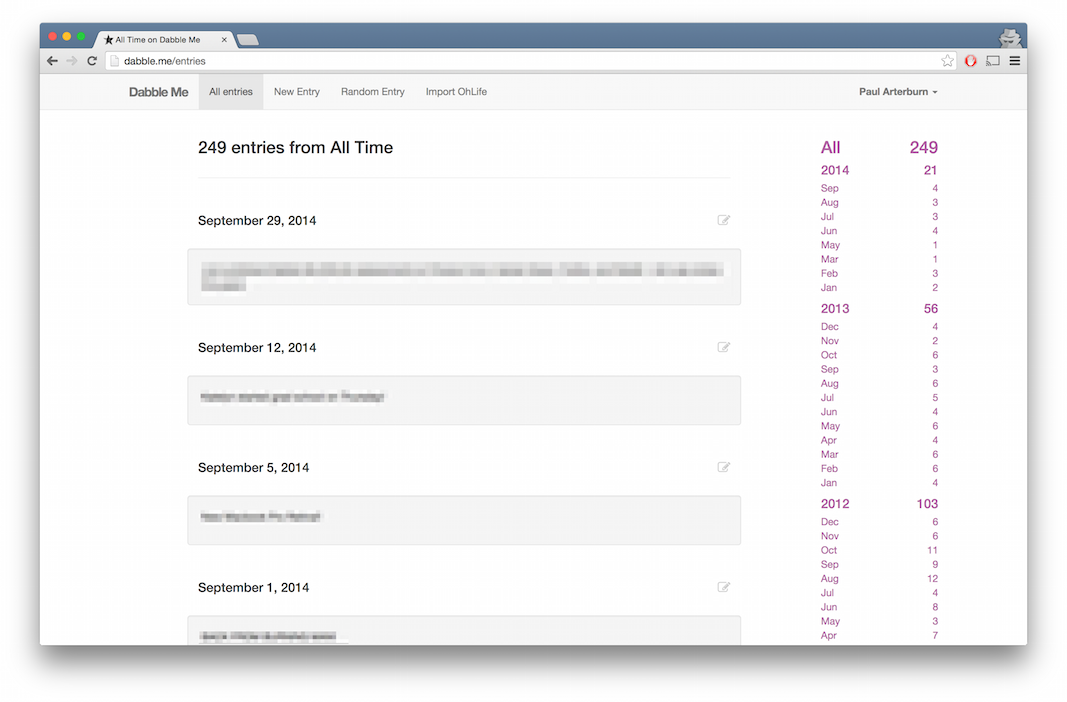 All Time on Dabble Me
dabble.me/entries
Dabble Me All entries New Entry Random Entry Import OhLife Paul Arterburn
249 entries from All Time
September 29, 2014
September 12, 2014
September 5, 2014
September 1, 2014
All 249
2014 21
Sep 4
Aug 3
Jul 3
Jun 4
May 1
Mar 1
Feb 3
Jan 2
2013 56
Dec 4
Nov 2
Oct 6
Sep 3
Aug 6
Jul 5
Jun 4
May 6
Apr 4
Mar 6
Feb 6
Jan 4
2012 103
Dec 6
Nov 6
Oct 11
Sep 9
Aug 12
Jul 4
Jun 8
May 3
Apr 7